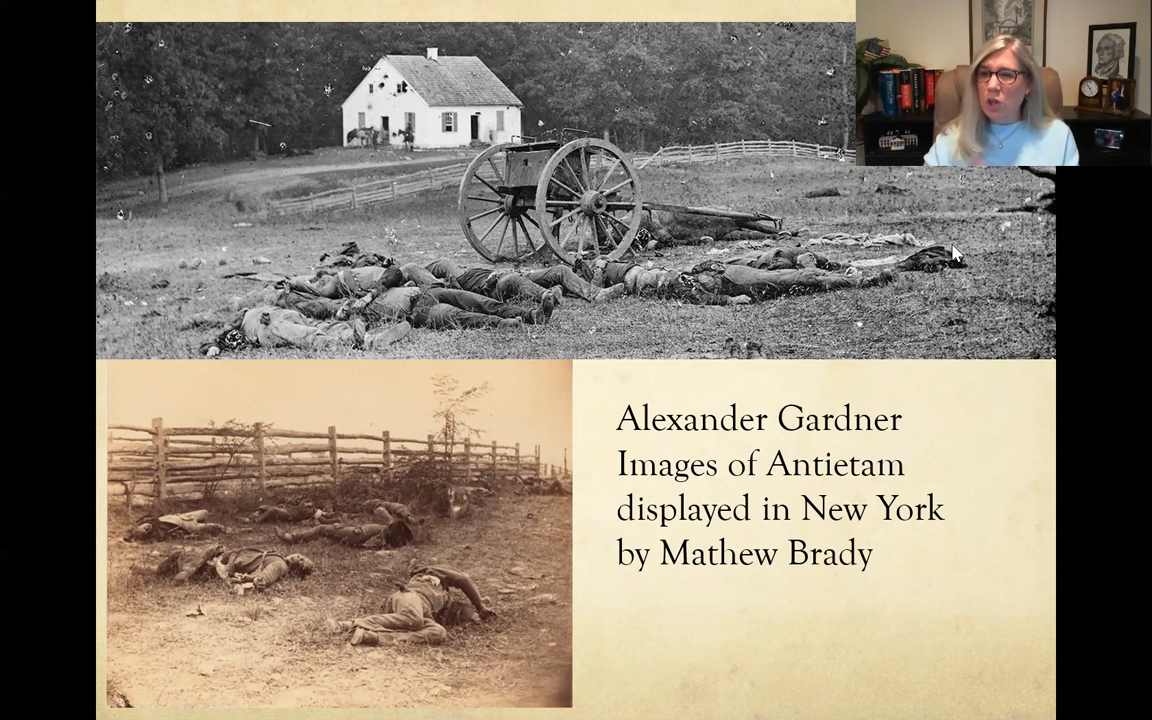 Alexander Gardner
Images of Antietam
displayed in New York
by Mathew Brady